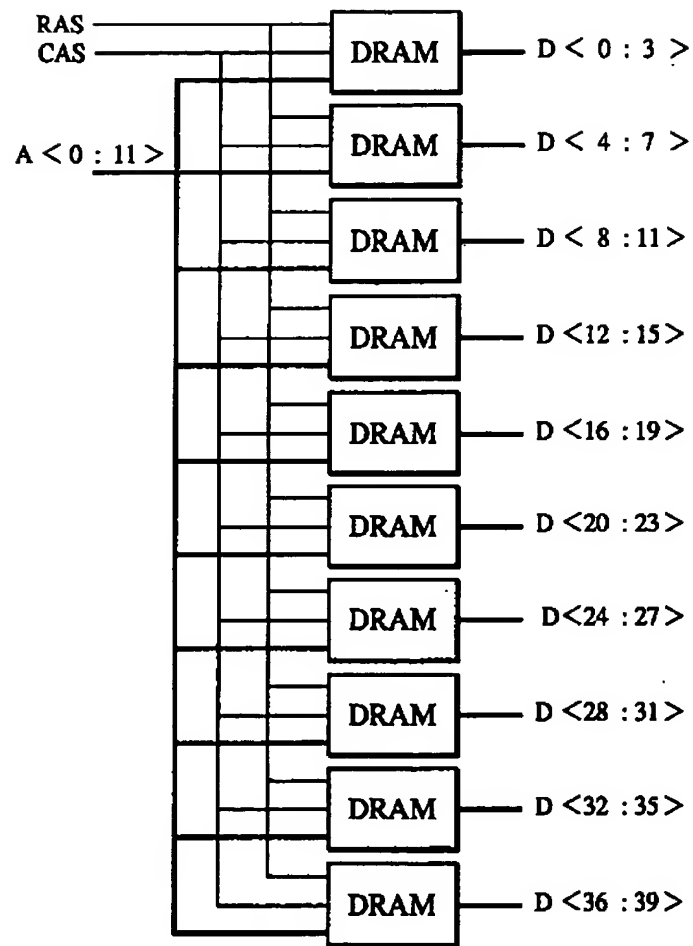 RAS
CAS
DRAM
D < 0 : 3 >
A < 0 : 11 >
DRAM
D < 4 : 7 >
DRAM
D < 8 : 11 >
DRAM
D <12 : 15>
DRAM
D <16 : 19>
DRAM
D <20 : 23>
DRAM
D<24 : 27>
DRAM
D <28 : 31>
DRAM
D <32 : 35>
DRAM
D <36 : 39>